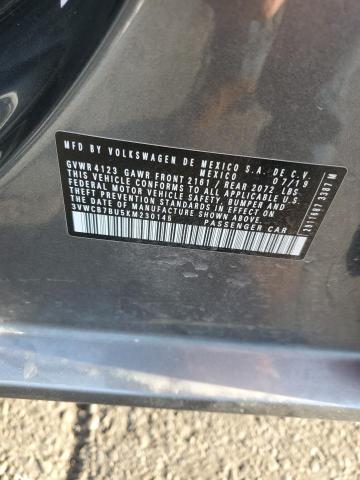 MFD. BY VOLKSWAGEN DE MEXICO S.A. DE C.V.
MEXICO 07/19
GVWR 4123 GAWR FRONT 2161 / REAR 2072 LBS
THIS VEHICLE CONFORMS TO ALL APPLICABLE U.S.
FEDERAL MOTOR VEHICLE SAFETY, BUMPER AND
THEFT PREVENTION STANDARDS IN EFFECT ON
THE DATE OF MANUFACTURE SHOWN ABOVE.
3VWCB7BU5KM230145 PASSENGER CAR